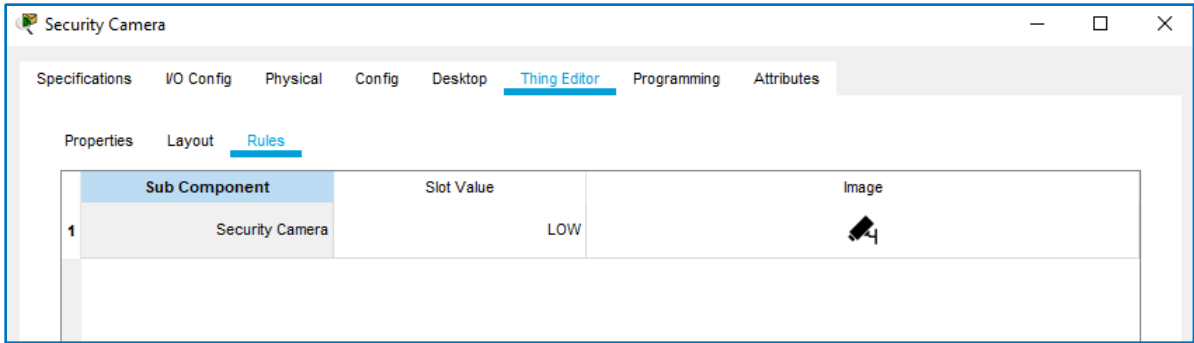 Security Camera
Specifications I/O Config Physical Config Desktop Thing Editor Programming Attributes
Properties Layout Rules
Sub Component Slot Value Image
1 Security Camera LOW